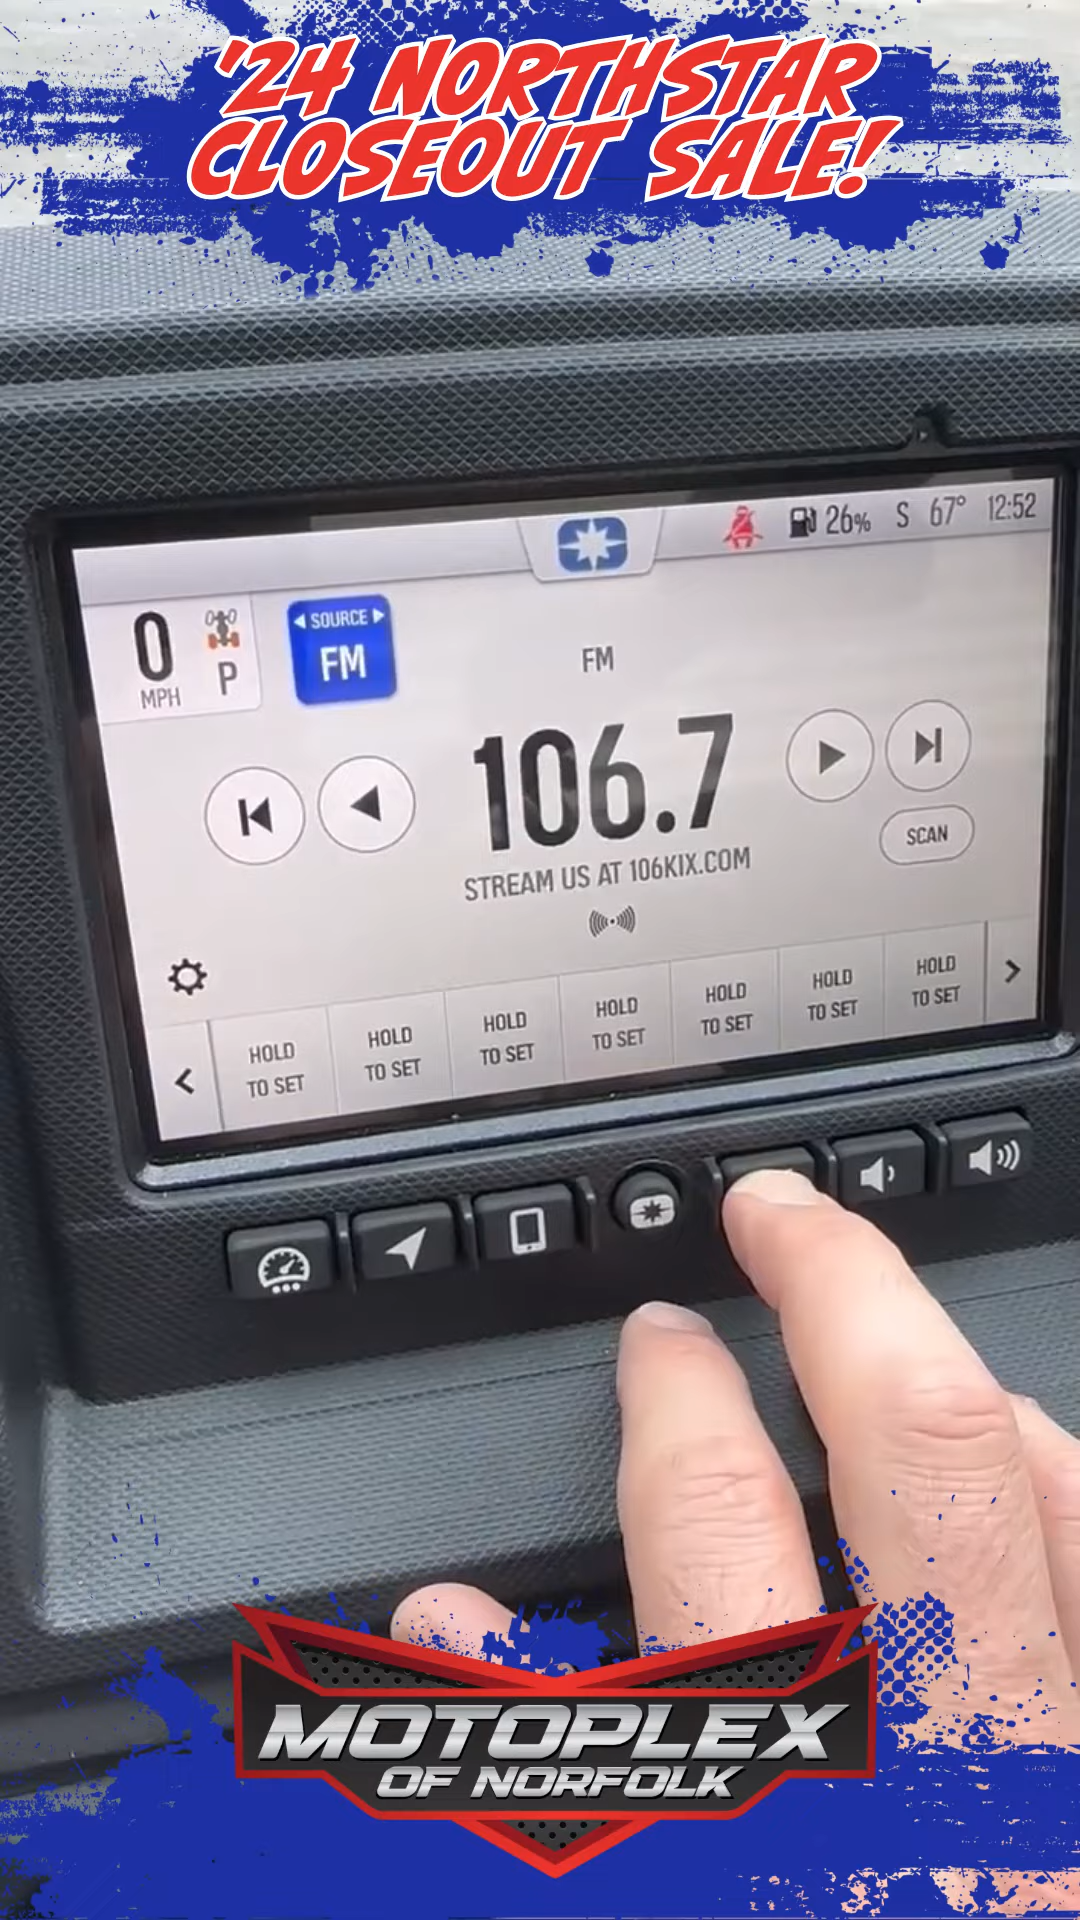 '24 NORTHSTAR
CLOSEOUT SALE!
26% S 67° 12:52
0
MPH
P
SOURCE
FM
FM
106.7
STREAM US AT 106KIX.COM
SCAN
HOLD
TO SET
HOLD
TO SET
HOLD
TO SET
HOLD
TO SET
HOLD
TO SET
HOLD
TO SET
HOLD
TO SET
MOTOPLEX
OF NORFOLK